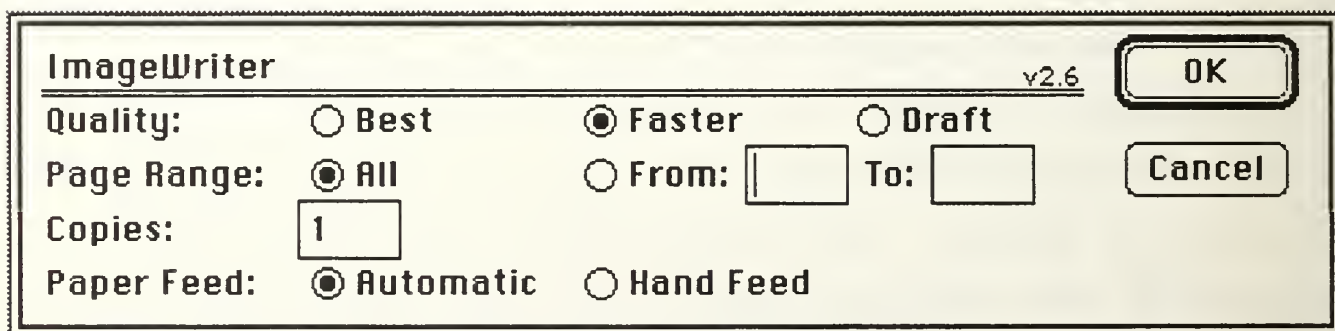 ImageWriter v2.6 OK
Quality: Best Faster Draft
Page Range: All From: To: Cancel
Copies: 1
Paper Feed: Automatic Hand Feed